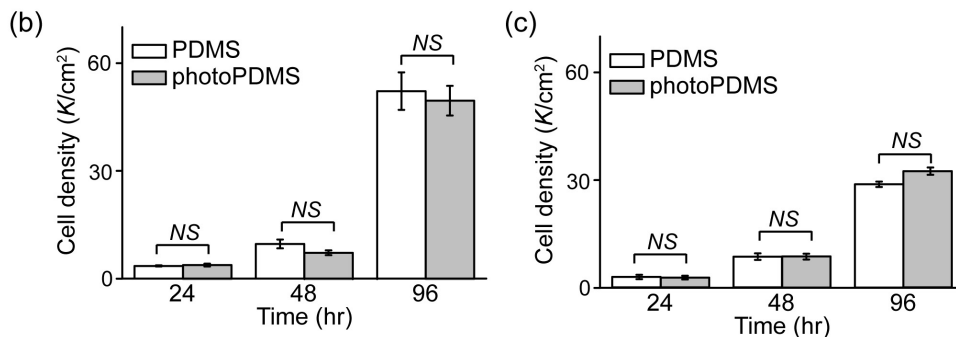 (b)
Cell density (K/cm²)
60
30
0
PDMS
photoPDMS
NS
NS
NS
24 48 96
Time (hr)
(c)
Cell density (K/cm²)
60
30
0
PDMS
photoPDMS
NS
NS
NS
24 48 96
Time (hr)